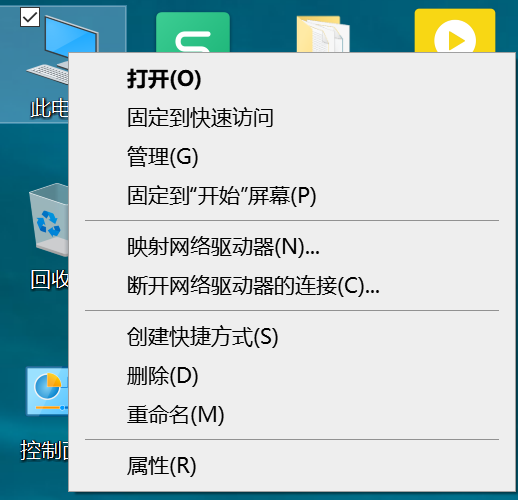 此电
打开(O)
固定到快速访问
管理(G)
固定到“开始”屏幕(P)
映射网络驱动器(N)...
断开网络驱动器的连接(C)...
回收
创建快捷方式(S)
删除(D)
重命名(M)
控制面
属性(R)